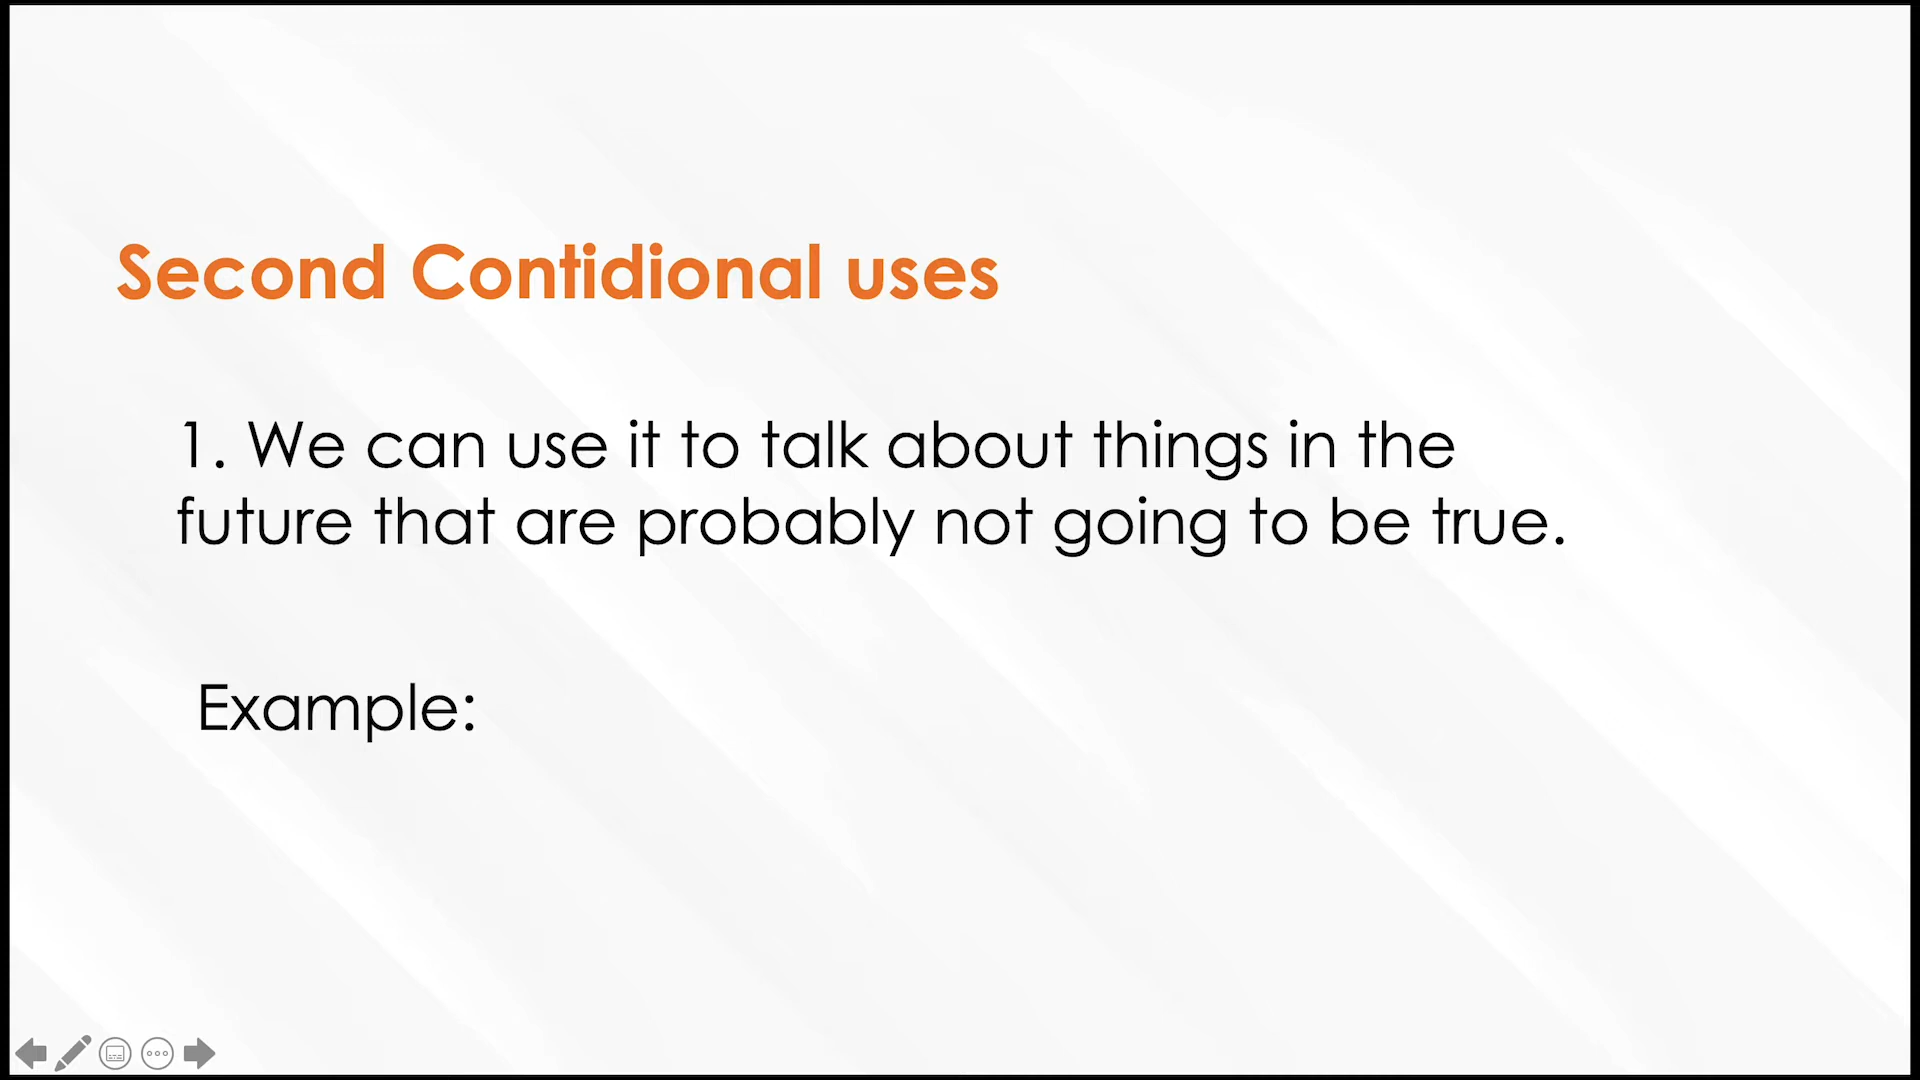 Second Contidional uses
1. We can use it to talk about things in the
future that are probably not going to be true.
Example: